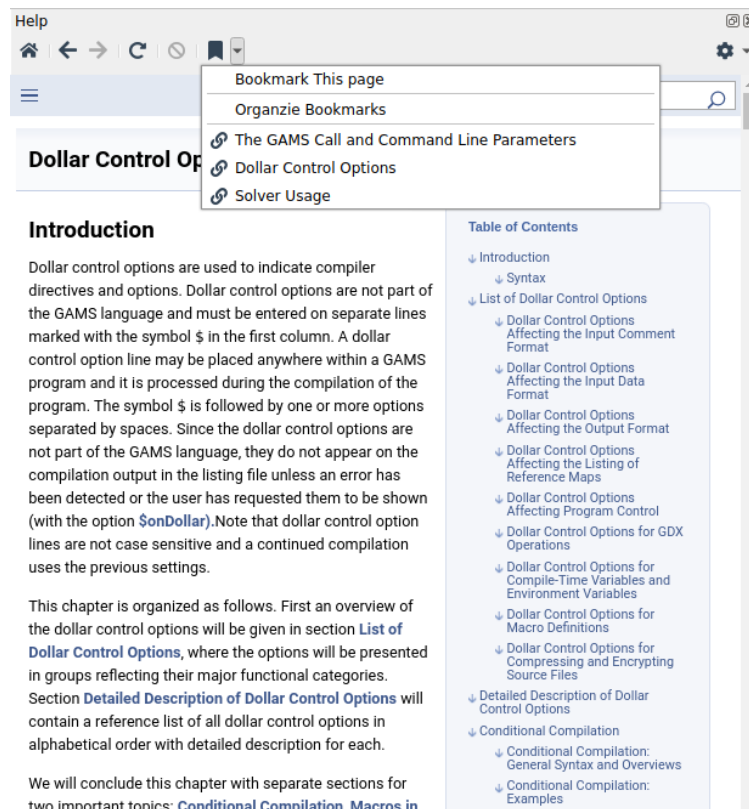 Help
Bookmark This page
Organzie Bookmarks
The GAMS Call and Command Line Parameters
Dollar Control Options
Solver Usage
Dollar Control Op
Introduction
Dollar control options are used to indicate compiler
directives and options. Dollar control options are not part of
the GAMS language and must be entered on separate lines
marked with the symbol $ in the first column. A dollar
control option line may be placed anywhere within a GAMS
program and it is processed during the compilation of the
program. The symbol $ is followed by one or more options
separated by spaces. Since the dollar control options are
not part of the GAMS language, they do not appear on the
compilation output in the listing file unless an error has
been detected or the user has requested them to be shown
(with the option $onDollar).Note that dollar control option
lines are not case sensitive and a continued compilation
uses the previous settings.
This chapter is organized as follows. First an overview of
the dollar control options will be given in section List of
Dollar Control Options, where the options will be presented
in groups reflecting their major functional categories.
Section Detailed Description of Dollar Control Options will
contain a reference list of all dollar control options in
alphabetical order with detailed description for each.
We will conclude this chapter with separate sections for
two important topics: Conditional Compilation, Macros in
Table of Contents
Introduction
Syntax
List of Dollar Control Options
Dollar Control Options
Affecting the Input Comment
Format
Dollar Control Options
Affecting the Input Data
Format
Dollar Control Options
Affecting the Output Format
Dollar Control Options
Affecting the Listing of
Reference Maps
Dollar Control Options
Affecting Program Control
Dollar Control Options for GDX
Operations
Dollar Control Options for
Compile-Time Variables and
Environment Variables
Dollar Control Options for
Macro Definitions
Dollar Control Options for
Compressing and Encrypting
Source Files
Detailed Description of Dollar
Control Options
Conditional Compilation
Conditional Compilation:
General Syntax and Overviews
Conditional Compilation:
Examples